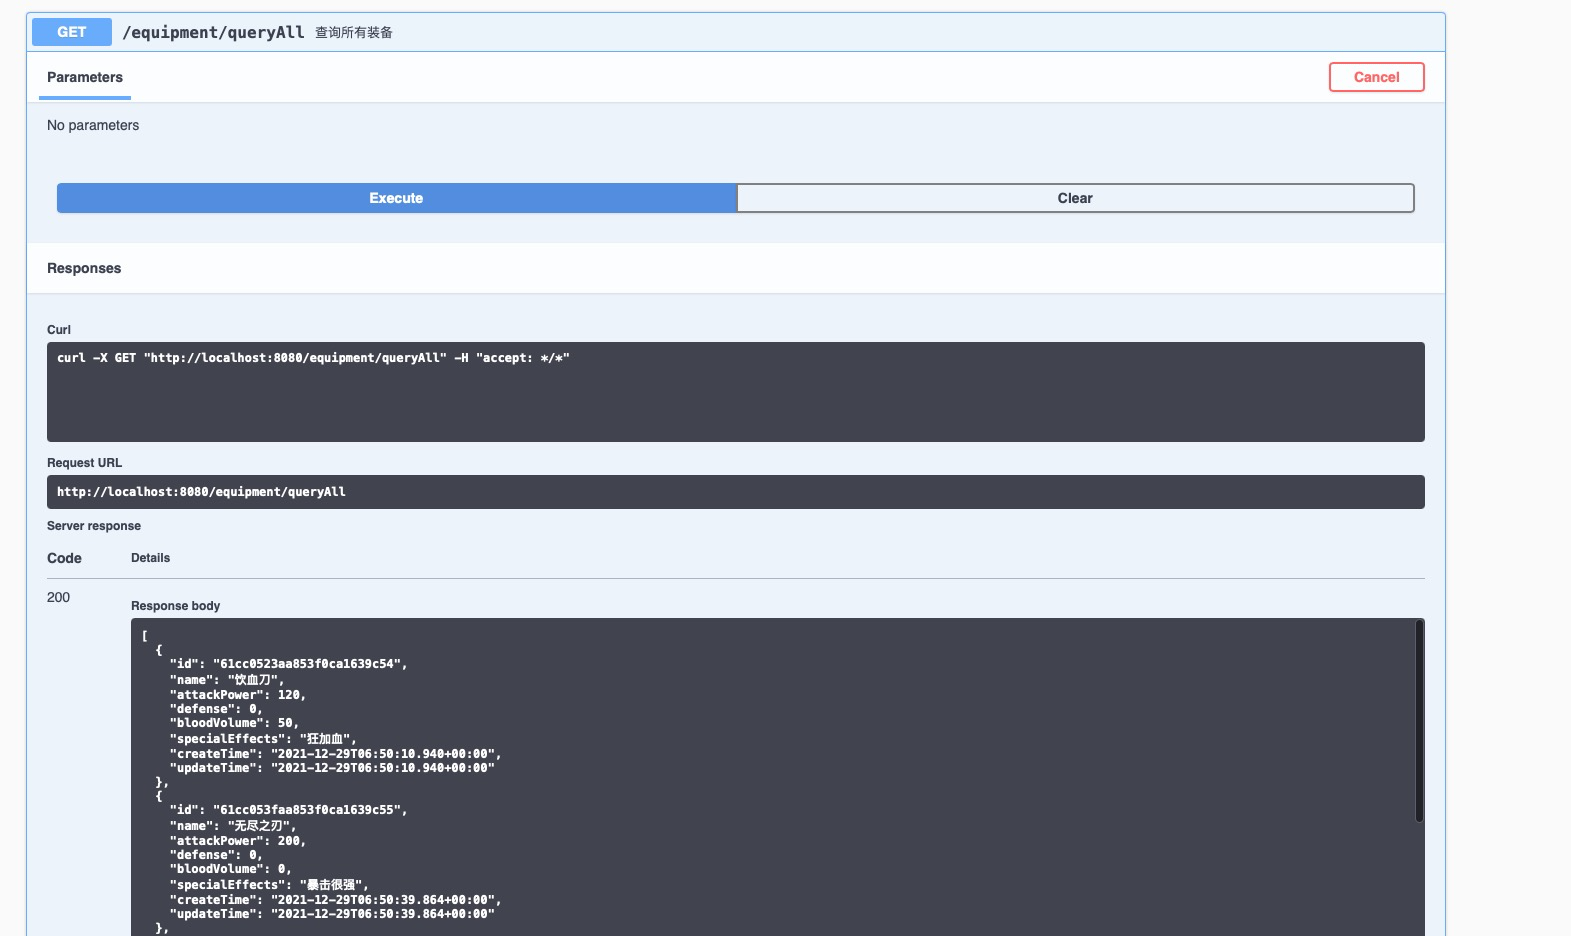 GET /equipment/queryAll 查询所有装备
Parameters
Cancel
No parameters
Execute
Clear
Responses
Curl
curl -X GET "http://localhost:8080/equipment/queryAll" -H "accept: */*"
Request URL
http://localhost:8080/equipment/queryAll
Server response
Code Details
200
Response body
[
  {
    "id": "61cc0523aa853f0ca1639c54",
    "name": "饮血刀",
    "attackPower": 120,
    "defense": 0,
    "bloodVolume": 50,
    "specialEffects": "狂加血",
    "createTime": "2021-12-29T06:50:10.940+00:00",
    "updateTime": "2021-12-29T06:50:10.940+00:00"
  },
  {
    "id": "61cc053faa853f0ca1639c55",
    "name": "无尽之刃",
    "attackPower": 200,
    "defense": 0,
    "bloodVolume": 0,
    "specialEffects": "暴击很强",
    "createTime": "2021-12-29T06:50:39.864+00:00",
    "updateTime": "2021-12-29T06:50:39.864+00:00"
  },